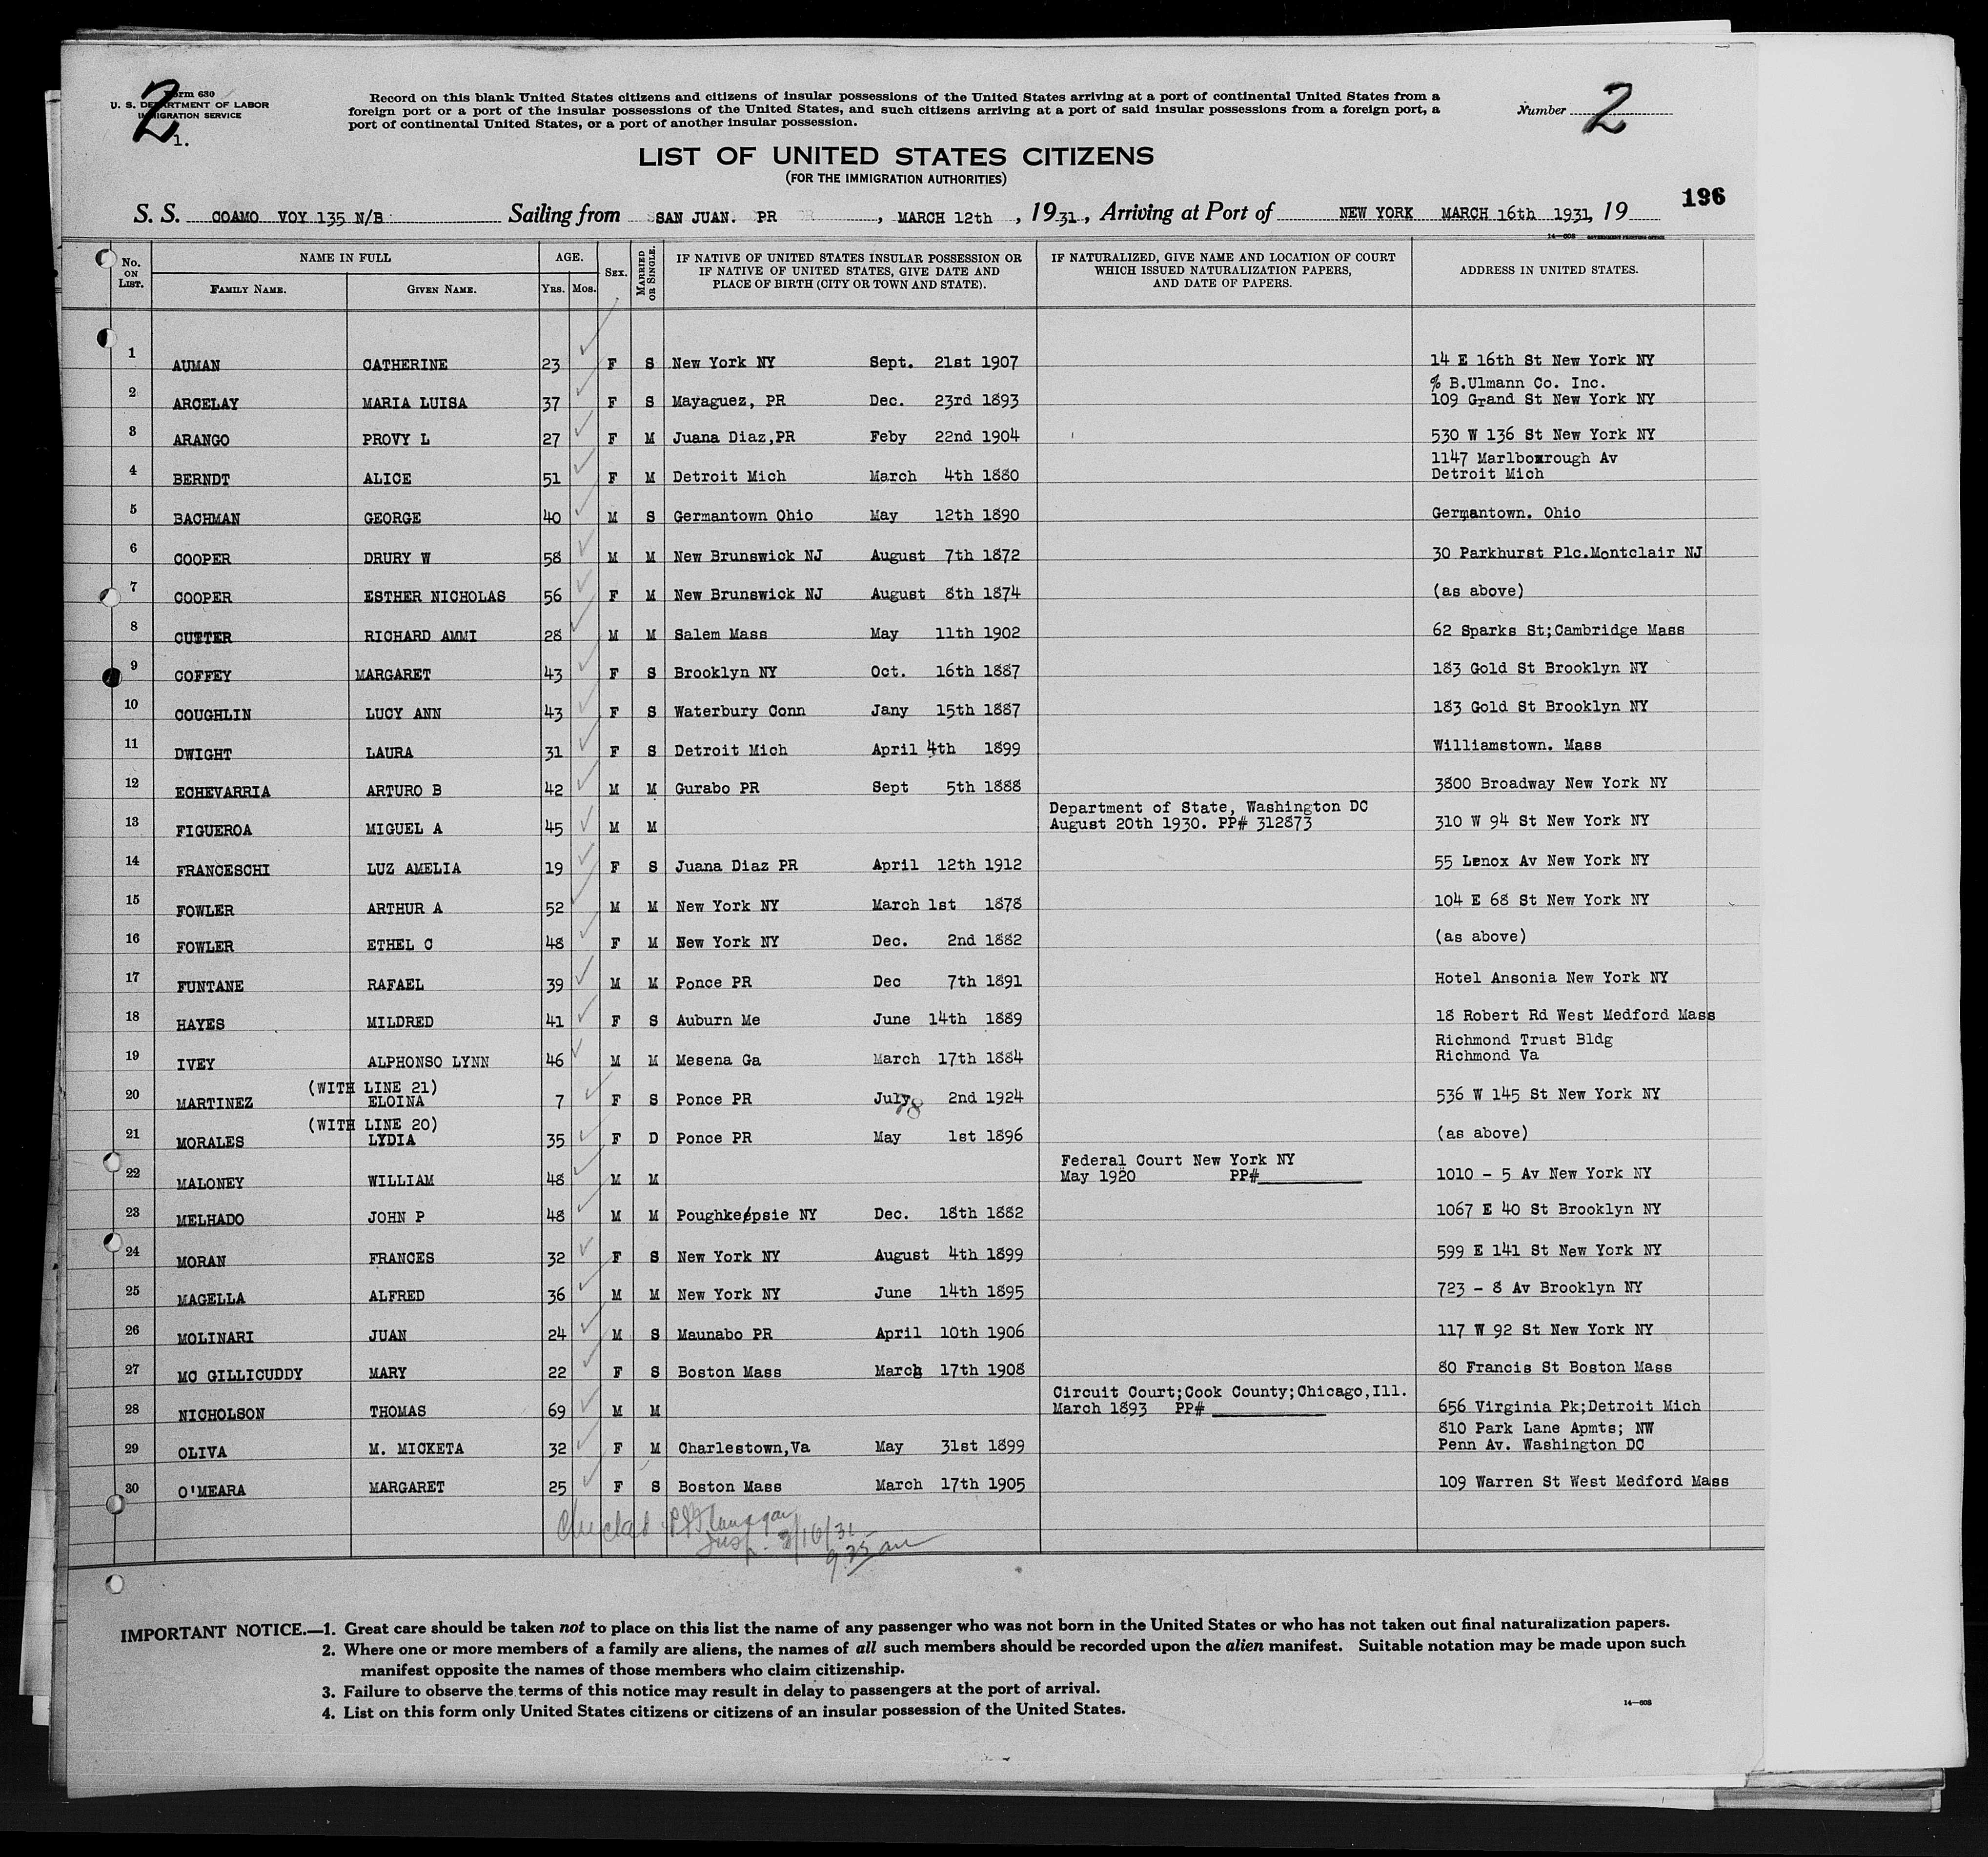 2
Form 630
U. S. DEPARTMENT OF LABOR
IMMIGRATION SERVICE
1.
Record on this blank United States citizens and citizens of insular possessions of the United States arriving at a port of continental United States from a
foreign port or a port of the insular possessions of the United States, and such citizens arriving at a port of said insular possessions from a foreign port, a
port of continental United States, or a port of another insular possession.
Number 2
LIST OF UNITED STATES CITIZENS
(FOR THE IMMIGRATION AUTHORITIES)
196
S. S. COAMO VOY 135 N/B Sailing from SAN JUAN. PR , MARCH 12th , 1931, Arriving at Port of NEW YORK MARCH 16th 1931, 19
14—608 GOVERNMENT PRINTING OFFICE
No. ON LIST. NAME IN FULL FAMILY NAME. GIVEN NAME. AGE. YRS. MOS. SEX. MARRIED OR SINGLE. IF NATIVE OF UNITED STATES INSULAR POSSESSION OR IF NATIVE OF UNITED STATES, GIVE DATE AND PLACE OF BIRTH (CITY OR TOWN AND STATE). IF NATURALIZED, GIVE NAME AND LOCATION OF COURT WHICH ISSUED NATURALIZATION PAPERS, AND DATE OF PAPERS. ADDRESS IN UNITED STATES.
1 AUMAN CATHERINE 23 F S New York NY Sept. 21st 1907 14 E 16th St New York NY
% B.Ulmann Co. Inc.
2 ARCELAY MARIA LUISA 37 F S Mayaguez, PR Dec. 23rd 1893 109 Grand St New York NY
3 ARANGO PROVY L 27 F M Juana Diaz,PR Feby 22nd 1904 530 W 136 St New York NY
1147 Marlboxrough Av
4 BERNDT ALICE 51 F M Detroit Mich March 4th 1880 Detroit Mich
5 BACHMAN GEORGE 40 M S Germantown Ohio May 12th 1890 Germantown. Ohio
6 COOPER DRURY W 58 M M New Brunswick NJ August 7th 1872 30 Parkhurst Plc.Montclair NJ
7 COOPER ESTHER NICHOLAS 56 F M New Brunswick NJ August 8th 1874 (as above)
8 CUTTER RICHARD AMMI 28 M M Salem Mass May 11th 1902 62 Sparks St;Cambridge Mass
9 COFFEY MARGARET 43 F S Brooklyn NY Oct. 16th 1887 183 Gold St Brooklyn NY
10 COUGHLIN LUCY ANN 43 F S Waterbury Conn Jany 15th 1887 183 Gold St Brooklyn NY
11 DWIGHT LAURA 31 F S Detroit Mich April 4th 1899 Williamstown. Mass
12 ECHEVARRIA ARTURO B 42 M M Gurabo PR Sept 5th 1888 3800 Broadway New York NY
Department of State, Washington DC
13 FIGUEROA MIGUEL A 45 M M August 20th 1930. PP# 312873 310 W 94 St New York NY
14 FRANCESCHI LUZ AMELIA 19 F S Juana Diaz PR April 12th 1912 55 Lenox Av New York NY
15 FOWLER ARTHUR A 52 M M New York NY March 1st 1878 104 E 68 St New York NY
16 FOWLER ETHEL C 48 F M New York NY Dec. 2nd 1882 (as above)
17 FUNTANE RAFAEL 39 M M Ponce PR Dec 7th 1891 Hotel Ansonia New York NY
18 HAYES MILDRED 41 F S Auburn Me June 14th 1889 18 Robert Rd West Medford Mass
Richmond Trust Bldg
19 IVEY ALPHONSO LYNN 46 M M Mesena Ga March 17th 1884 Richmond Va
(WITH LINE 21)
20 MARTINEZ ELOINA 7 F S Ponce PR July 2nd 1924 536 W 145 St New York NY
(WITH LINE 20)
21 MORALES LYDIA 35 F D Ponce PR May 1st 1896 (as above)
Federal Court New York NY
22 MALONEY WILLIAM 48 M M May 1920 PP# 1010 - 5 Av New York NY
23 MELHADO JOHN P 48 M M Poughkeepsie NY Dec. 18th 1882 1067 E 40 St Brooklyn NY
24 MORAN FRANCES 32 F S New York NY August 4th 1899 599 E 141 St New York NY
25 MAGELLA ALFRED 36 M M New York NY June 14th 1895 723 - 8 Av Brooklyn NY
26 MOLINARI JUAN 24 M S Maunabo PR April 10th 1906 117 W 92 St New York NY
27 MC GILLICUDDY MARY 22 F S Boston Mass March 17th 1908 80 Francis St Boston Mass
Circuit Court;Cook County;Chicago,Ill.
28 NICHOLSON THOMAS 69 M M March 1893 PP# 656 Virginia Pk;Detroit Mich
810 Park Lane Apmts; NW
29 OLIVA M. MICKETA 32 F M Charlestown,Va May 31st 1899 Penn Av. Washington DC
30 O'MEARA MARGARET 25 F S Boston Mass March 17th 1905 109 Warren St West Medford Mass
Insp. 3/16/31
9.25 am
IMPORTANT NOTICE.—1. Great care should be taken not to place on this list the name of any passenger who was not born in the United States or who has not taken out final naturalization papers.
2. Where one or more members of a family are aliens, the names of all such members should be recorded upon the alien manifest. Suitable notation may be made upon such
manifest opposite the names of those members who claim citizenship.
3. Failure to observe the terms of this notice may result in delay to passengers at the port of arrival.
4. List on this form only United States citizens or citizens of an insular possession of the United States.
14—608